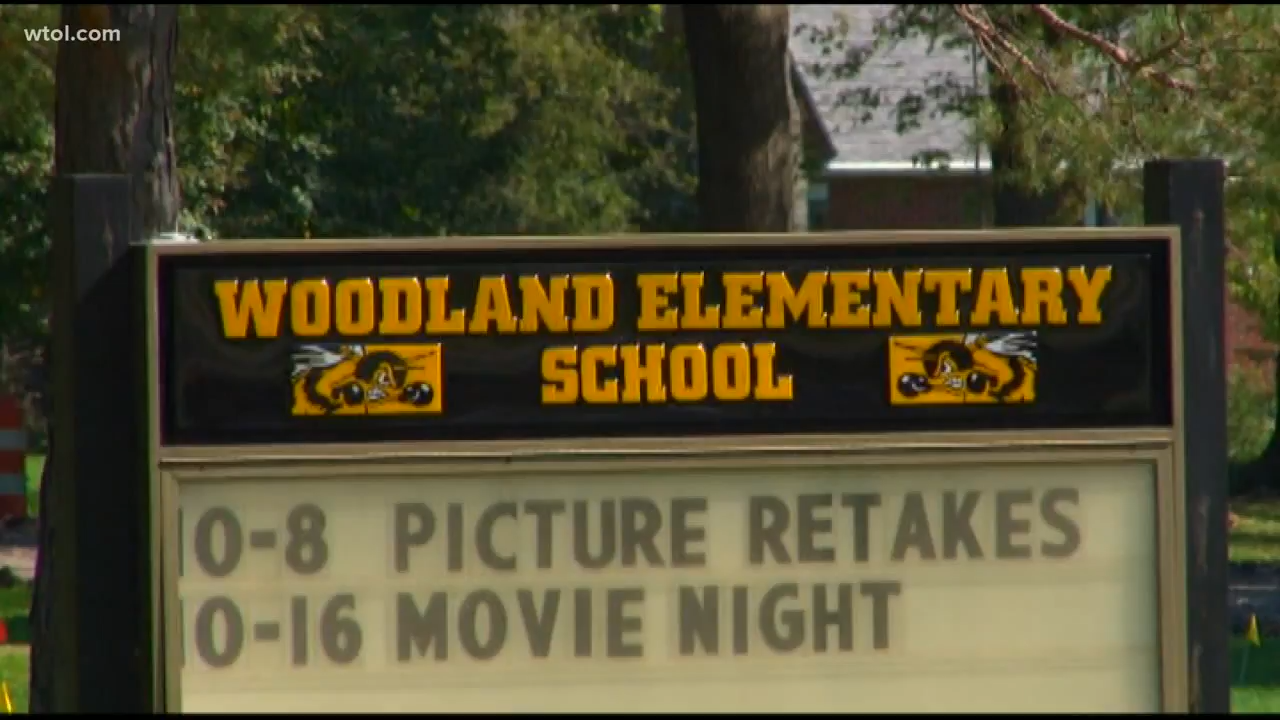 wtol.com
WOODLAND ELEMENTARY
SCHOOL
10-8 PICTURE RETAKES
10-16 MOVIE NIGHT